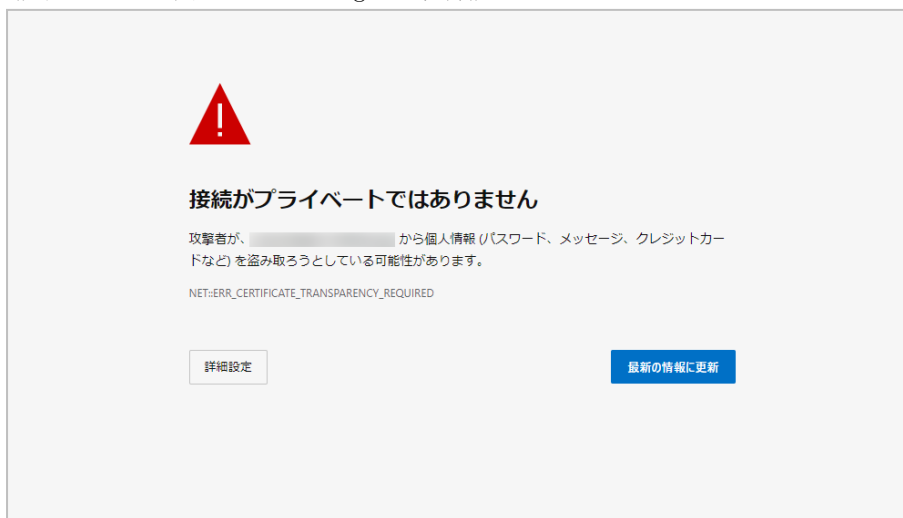 接続がプライベートではありません
攻撃者が、 から個人情報 (パスワード、メッセージ、クレジットカー
ドなど) を盗み取ろうとしている可能性があります。
NET::ERR_CERTIFICATE_TRANSPARENCY_REQUIRED
詳細設定
最新の情報に更新